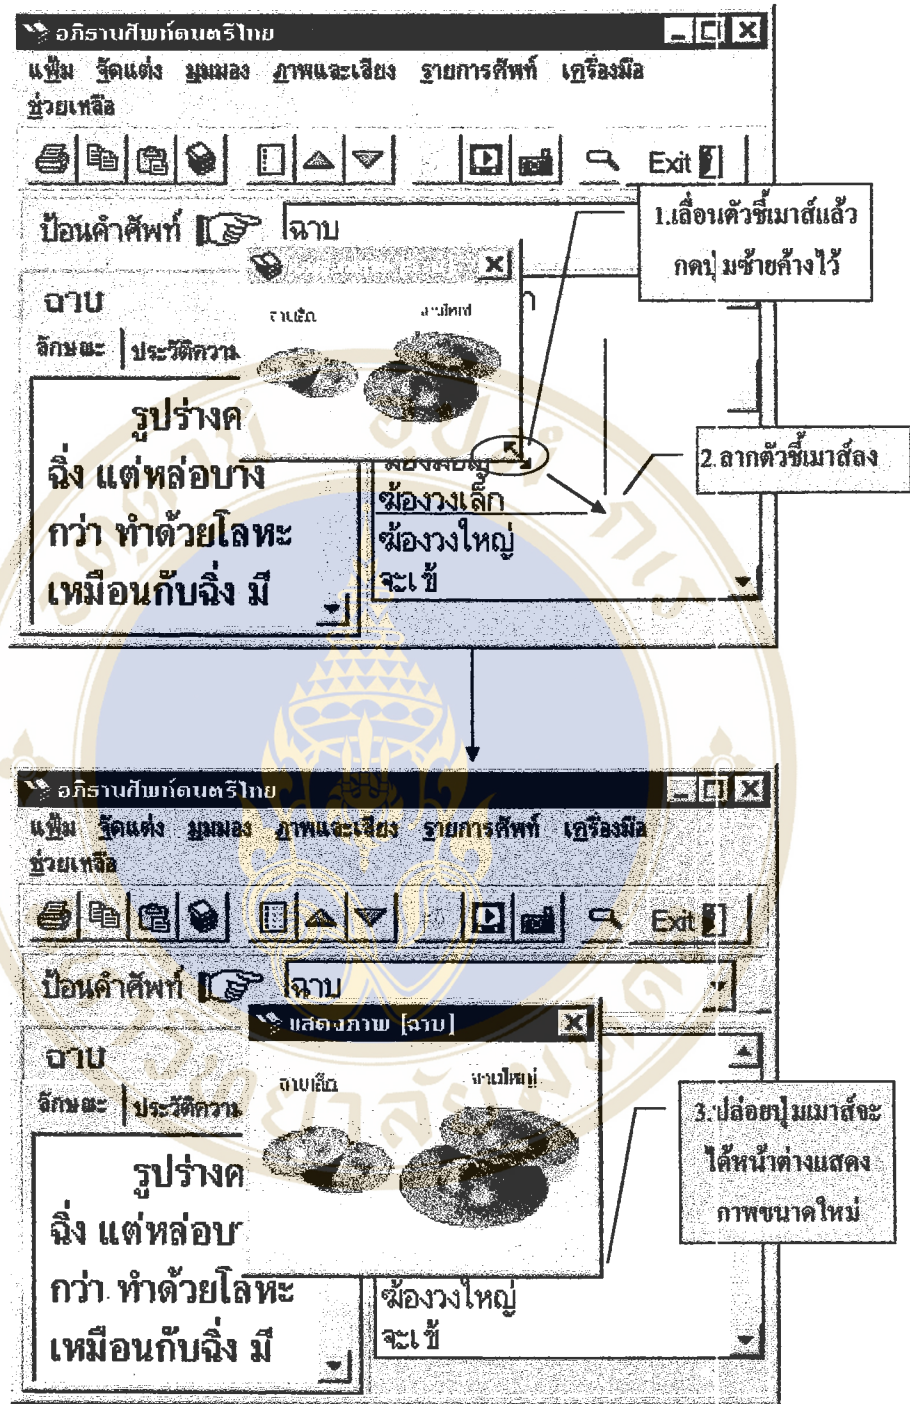 อภิธานศัพท์ดนตรีไทย
แฟ้ม จัดแต่ง มุมมอง ภาพและเสียง รายการศัพท์ เครื่องมือ
ช่วยเหลือ
Exit
ป้อนคำศัพท์ ฉาบ
1.เลื่อนตัวชี้เมาส์แล้ว
กดปุ่มซ้ายค้างไว้
ฉาบ
ฉาบเล็ก ฉาบใหญ่
ลักษณะ ประวัติความ
รูปร่างค
ฉิ่ง แต่หล่อบาง
กว่า ทำด้วยโลหะ
เหมือนกับฉิ่ง มี
2.ลากตัวชี้เมาส์ลง
ฆ้องวงเล็ก
ฆ้องวงใหญ่
จะเข้
อภิธานศัพท์ดนตรีไทย
แฟ้ม จัดแต่ง มุมมอง ภาพและเสียง รายการศัพท์ เครื่องมือ
ช่วยเหลือ
Exit
ป้อนคำศัพท์ ฉาบ
แสดงภาพ [ฉาบ]
ฉาบ
ฉาบเล็ก ฉาบใหญ่
ลักษณะ ประวัติความ
รูปร่างค
ฉิ่ง แต่หล่อบ
กว่า ทำด้วยโลหะ
เหมือนกับฉิ่ง มี
3.ปล่อยปุ่มเมาส์จะ
ได้หน้าต่างแสดง
ภาพขนาดใหม่
ฆ้องวงใหญ่
จะเข้